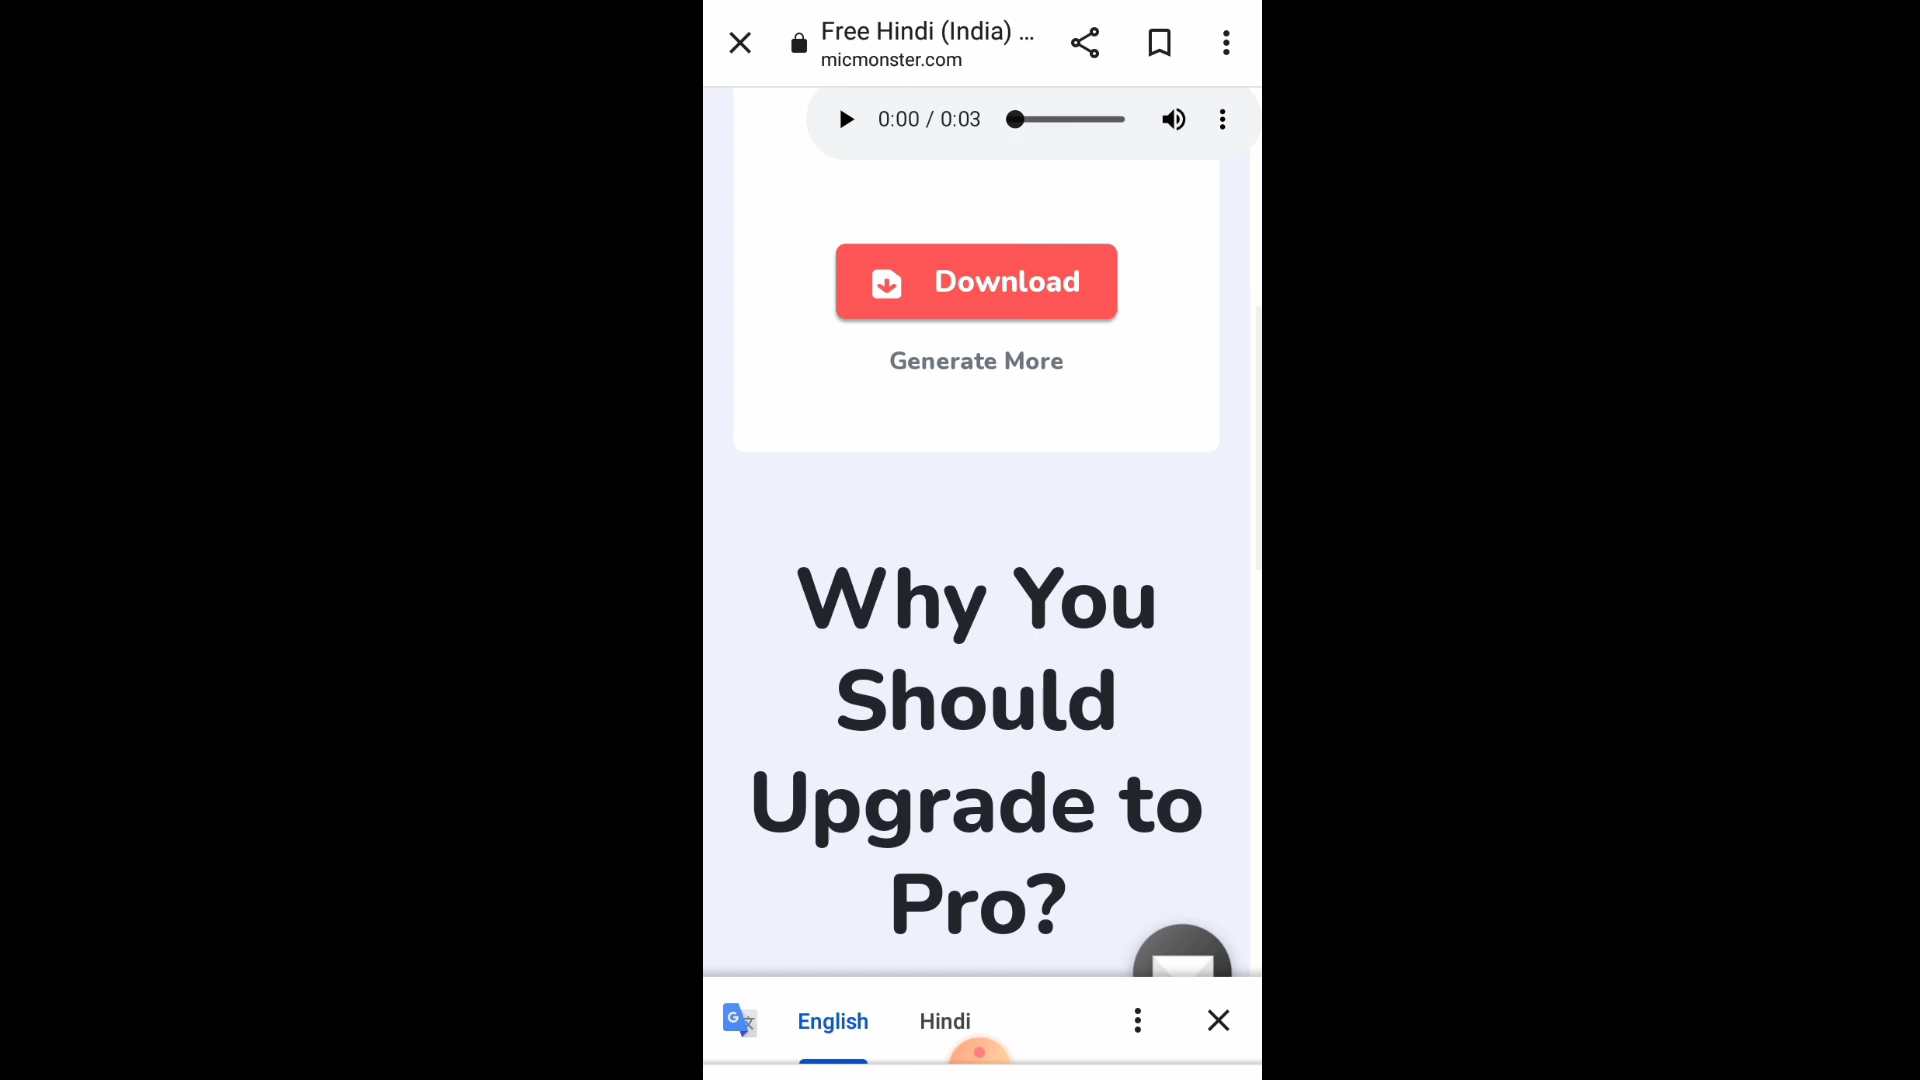 Free Hindi (India) ...
micmonster.com
0:00 / 0:03
Download
Generate More
Why You
Should
Upgrade to
Pro?
G 文
English Hindi